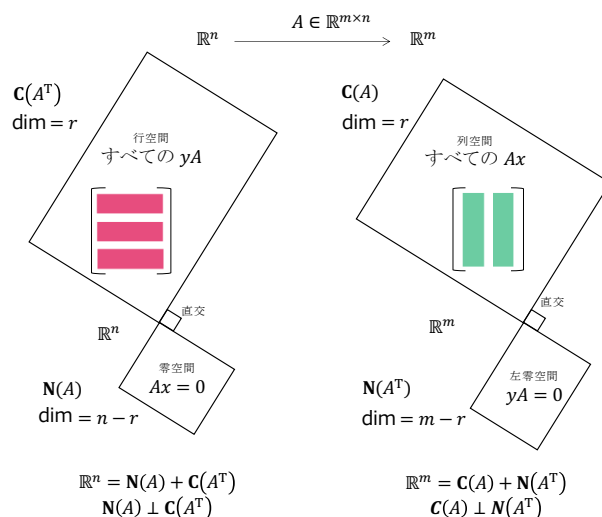 ℝⁿ A ∈ ℝᵐˣⁿ ℝᵐ
C(Aᵀ)
dim = r
行空間
すべての yA
C(A)
dim = r
列空間
すべての Ax
直交
ℝⁿ
零空間
Ax = 0
N(A)
dim = n − r
直交
ℝᵐ
左零空間
yA = 0
N(Aᵀ)
dim = m − r
ℝⁿ = N(A) + C(Aᵀ)
N(A) ⊥ C(Aᵀ)
ℝᵐ = C(A) + N(Aᵀ)
C(A) ⊥ N(Aᵀ)